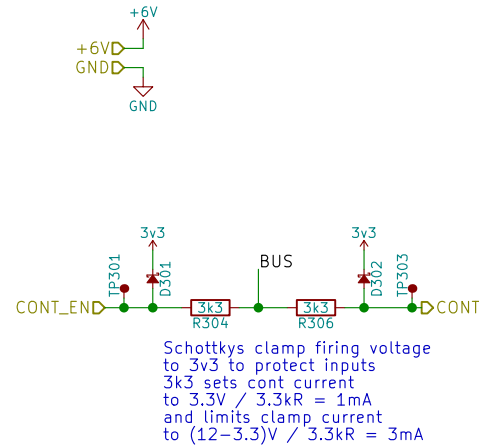 +6V
+6V
GND
GND
3v3
3v3
BUS
TP301
D301
D302
TP303
CONT_EN
3k3
3k3
CONT
R304
R306
Schottkys clamp firing voltage
to 3v3 to protect inputs
3k3 sets cont current
to 3.3V / 3.3kR = 1mA
and limits clamp current
to (12-3.3)V / 3.3kR = 3mA